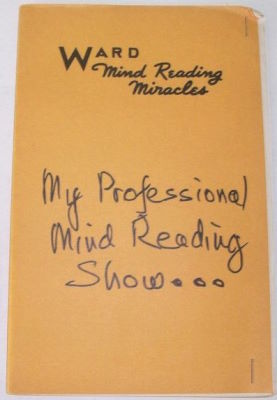 WARD
Mind Reading
Miracles
My Professional
Mind Reading
Show...